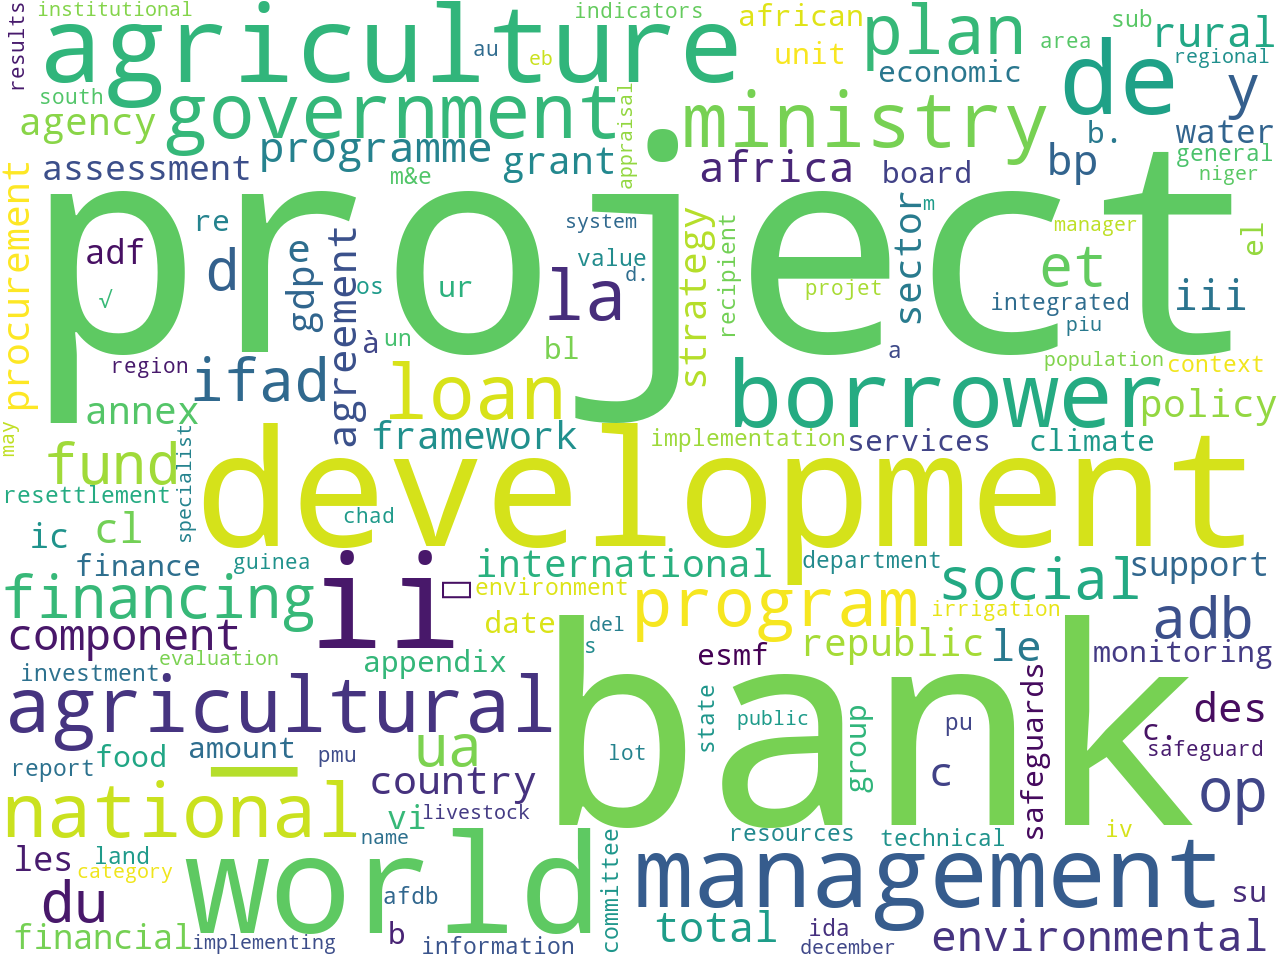 institutional
results
agriculture
au
eb
indicators
african
unit
plan
sub
rural
area
regional
economic
de
y
south
agency
government
appraisal
ministry
b.
water
general
niger
assessment
programme
grant
m&e
africa
board
bp
procurement
project
re
adf
d
gdp
e
agreement
system
value
d.
os
ur
la
strategy
recipient
sector
m
manager
et
el
projet
integrated
iii
piu
√
à
un
bl
a
region
ifad
loan
borrower
population
context
policy
annex
framework
implementation
services
climate
may
fund
specialist
development
resettlement
chad
ic
cl
finance
guinea
ii
international
department
support
financing
environment
program
social
irrigation
adb
component
date
del
s
esmf
republic
le
monitoring
investment
evaluation
appendix
bank
agricultural
state
public
group
pu
safeguards
des
c.
safeguard
food
amount
ua
lot
report
pmu
country
c
op
national
vi
livestock
name
resources
technical
iv
les
land
category
world
committee
management
du
afdb
su
financial
implementing
b
information
total
ida
december
environmental